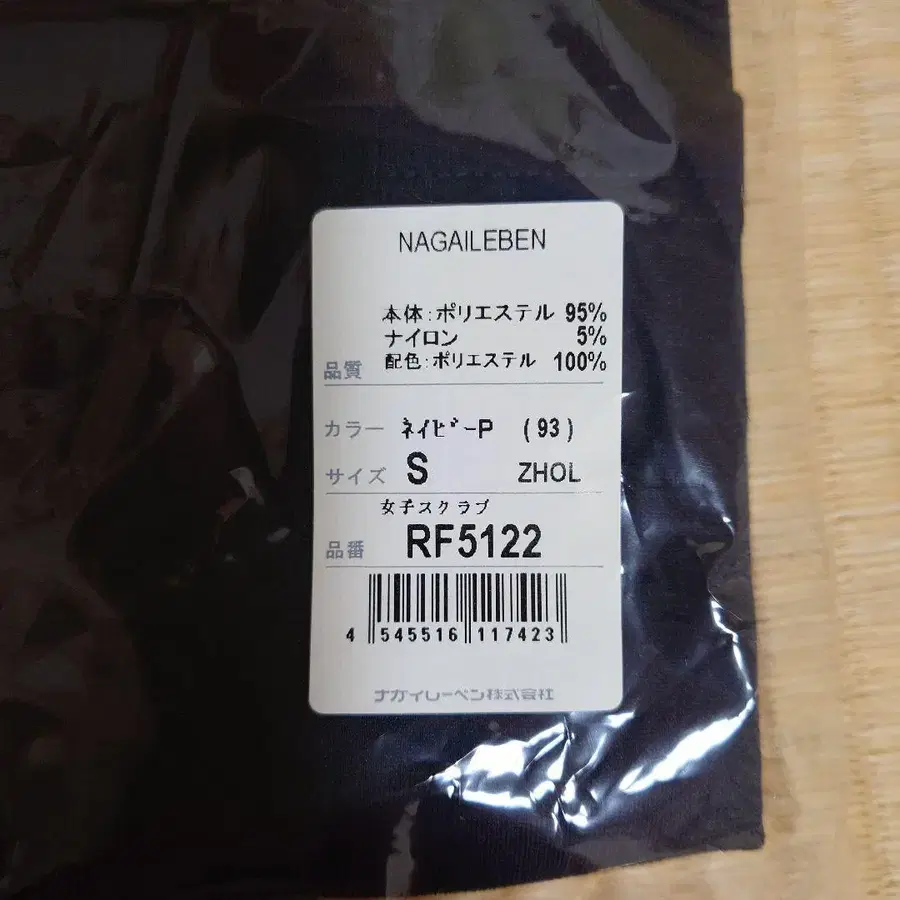 NAGAILEBEN
本体:ポリエステル 95%
ナイロン 5%
品質 配色:ポリエステル 100%
カラー ネイビーP (93)
サイズ S ZHOL
女子スクラブ
品番 RF5122
4 545516 117423
ナガイレーベン株式会社